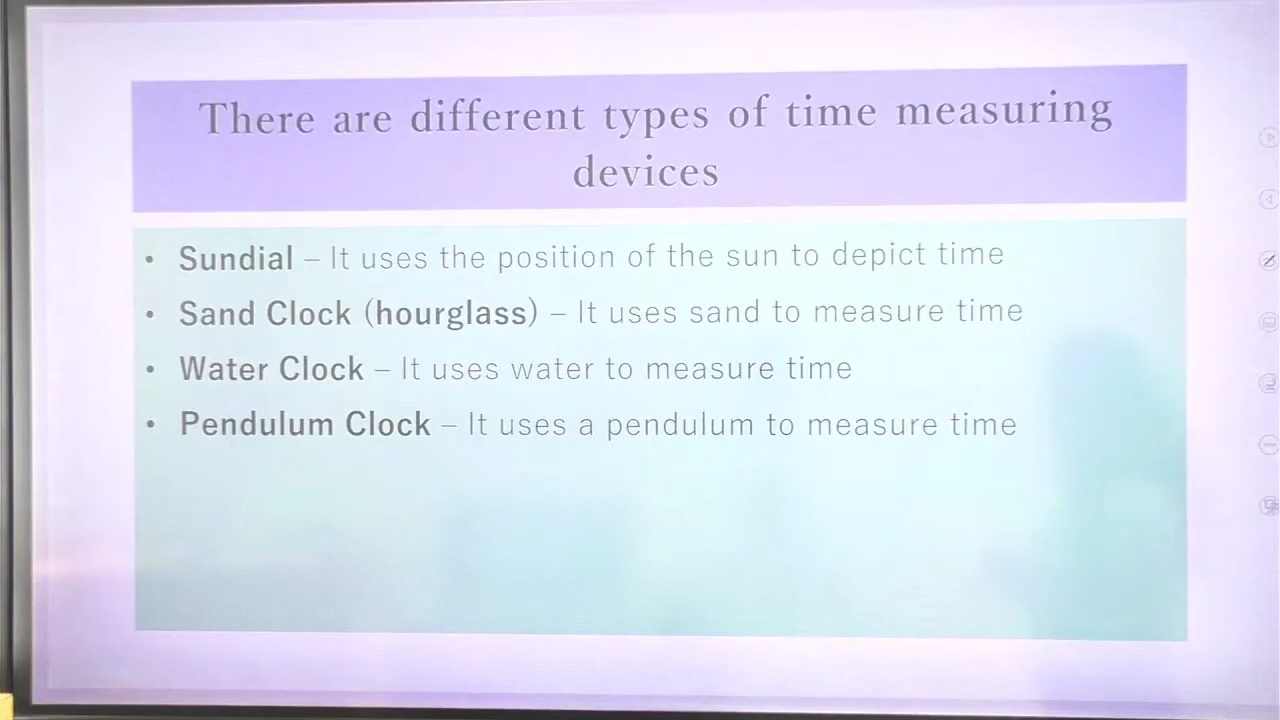 There are different types of time measuring
devices
• Sundial – It uses the position of the sun to depict time
• Sand Clock (hourglass) – It uses sand to measure time
• Water Clock – It uses water to measure time
• Pendulum Clock – It uses a pendulum to measure time